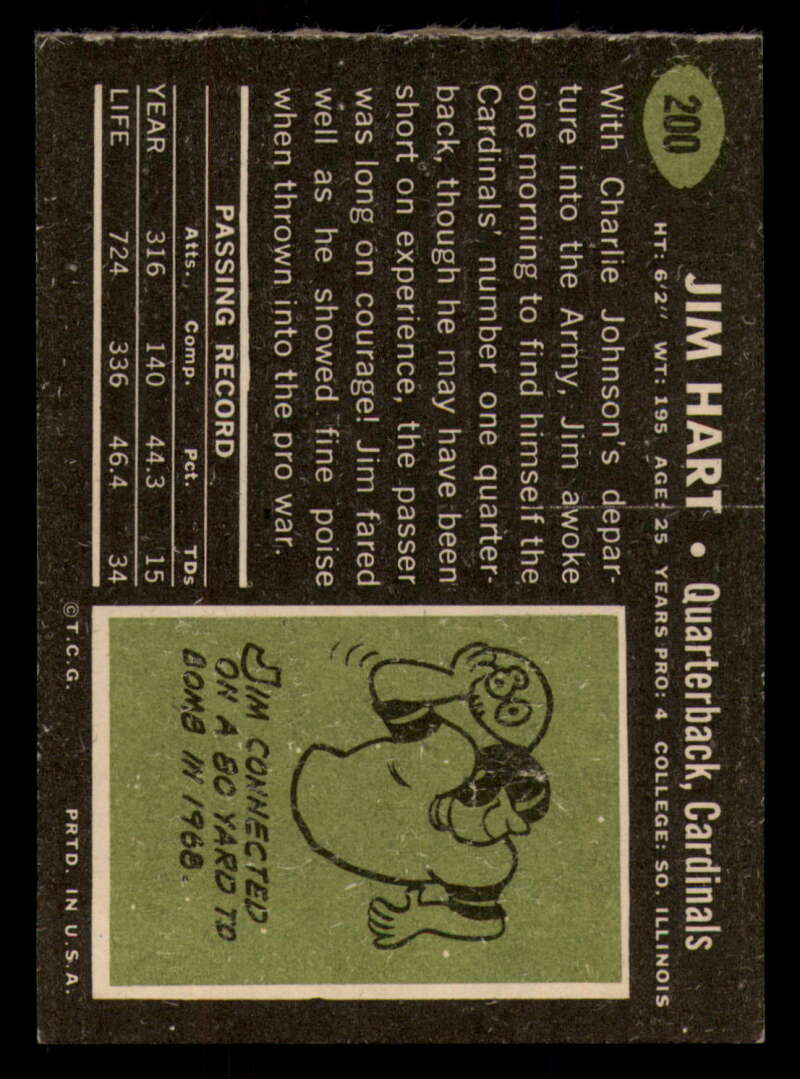 200
JIM HART • Quarterback, Cardinals
HT: 6'2" WT: 195 AGE: 25 YEARS PRO: 4 COLLEGE: SO. ILLINOIS
With Charlie Johnson's depar-
ture into the Army, Jim awoke
one morning to find himself the
Cardinals' number one quarter-
back, though he may have been
short on experience, the passer
was long on courage! Jim fared
well as he showed fine poise
when thrown into the pro war.
PASSING RECORD
Atts. Comp. Pct. TDs
YEAR 316 140 44.3 15
LIFE 724 336 46.4 34
80
JIM CONNECTED
ON A 80 YARD TD
BOMB IN 1968.
©T.C.G. PRTD. IN U.S.A.